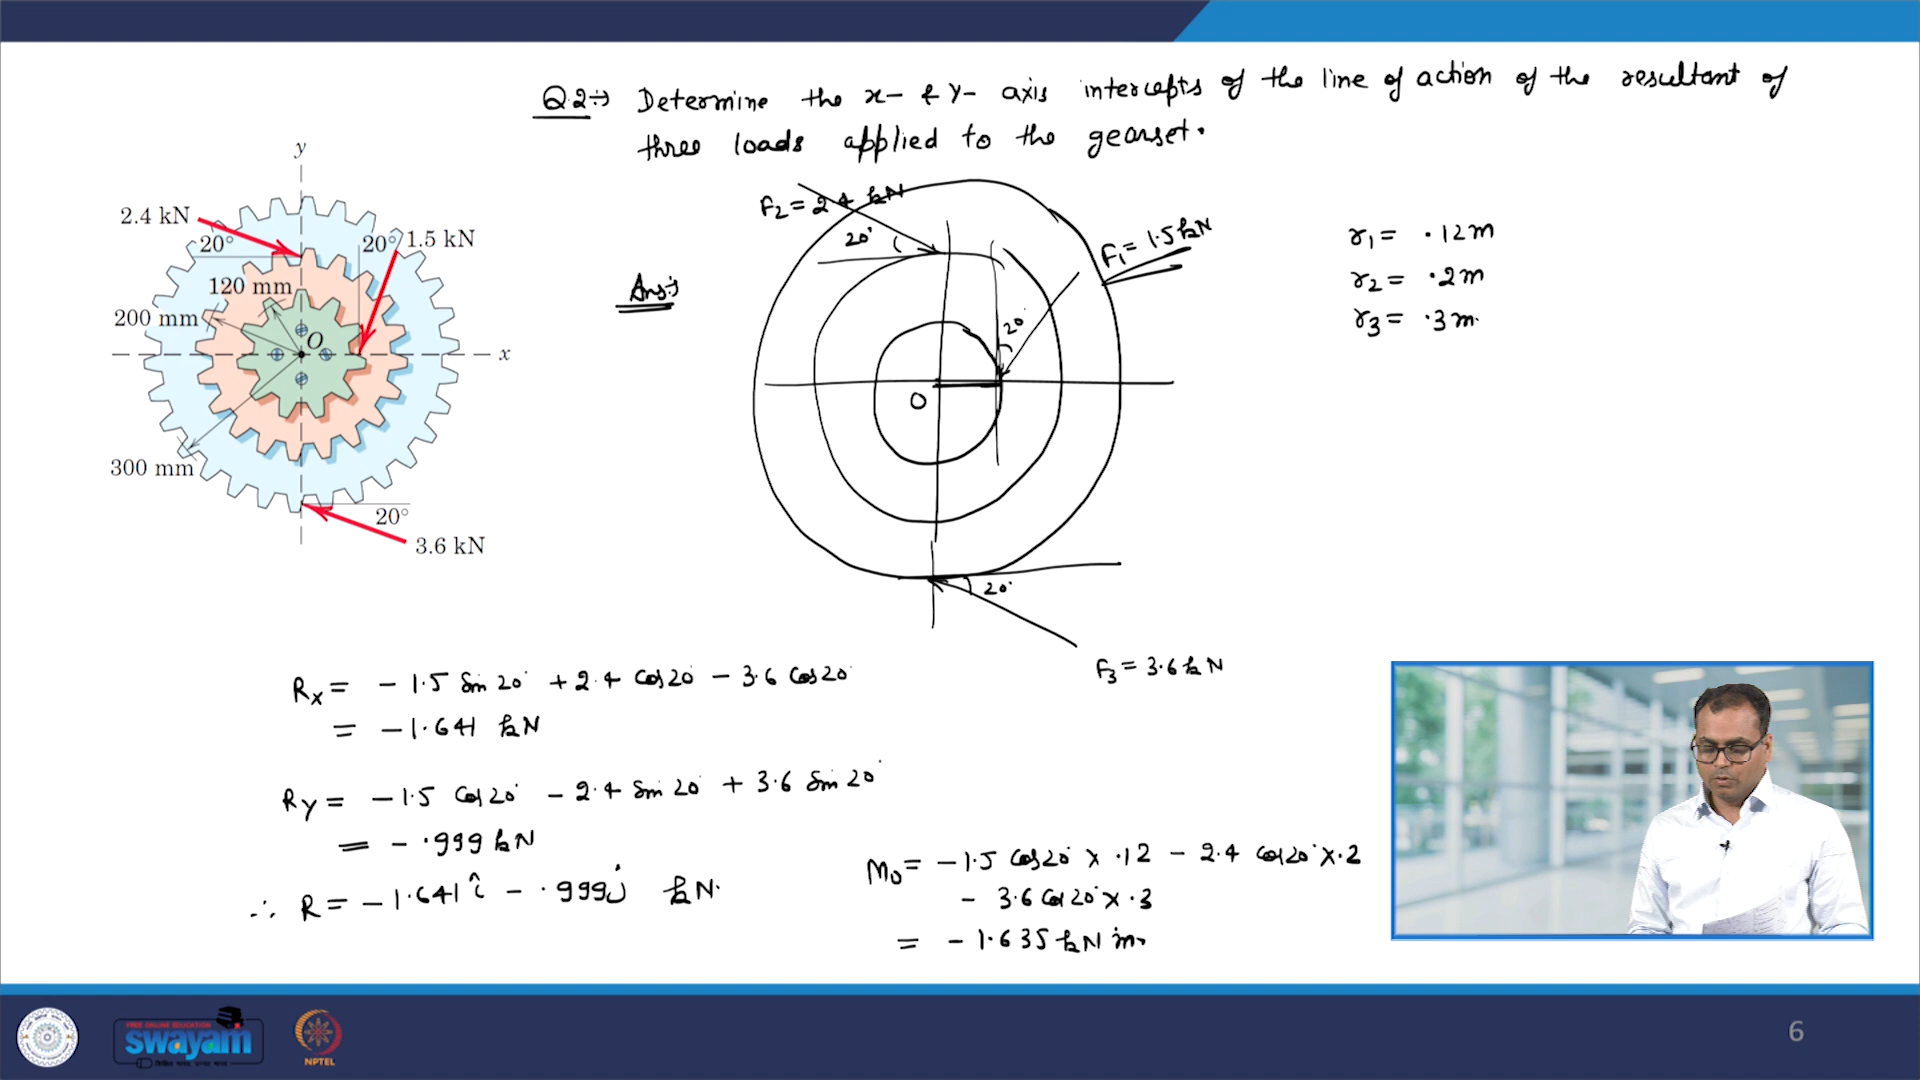 Q.2:→ Determine the x- & y- axis intercepts of the line of action of the resultant of
three loads applied to the gearset.
y
2.4 kN
20°
20°
1.5 kN
120 mm
200 mm
O
x
300 mm
20°
3.6 kN
Ans:→
F2 = 2.4 kN
20°
F1 = 1.5 kN
20°
O
20°
F3 = 3.6 kN
r1 = .12m
r2 = .2m
r3 = .3m.
Rx = - 1.5 Sin 20° + 2.4 Cos 20 - 3.6 Cos 20°
= -1.641 kN
Ry = -1.5 Cos 20° - 2.4 Sin 20° + 3.6 Sin 20°
= - .999 kN
∴ R = -1.641 î - .999 ĵ kN.
Mo = -1.5 Cos 20° x .12 - 2.4 Cos 20° x .2
- 3.6 Cos 20° x .3
= - 1.635 kN m.
FREE ONLINE EDUCATION
swayam
NPTEL
6